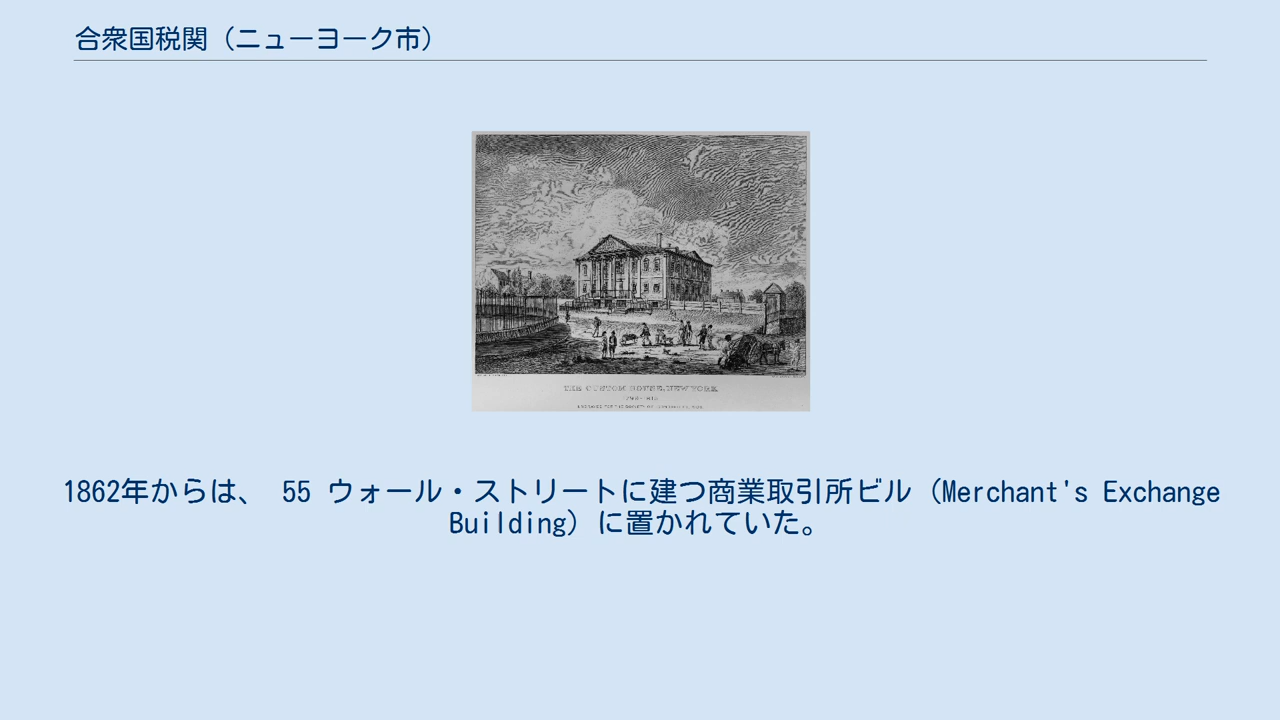 合衆国税関（ニューヨーク市）
THE CUSTOM HOUSE, NEW YORK
1862年からは、 55 ウォール・ストリートに建つ商業取引所ビル（Merchant's Exchange
Building）に置かれていた。